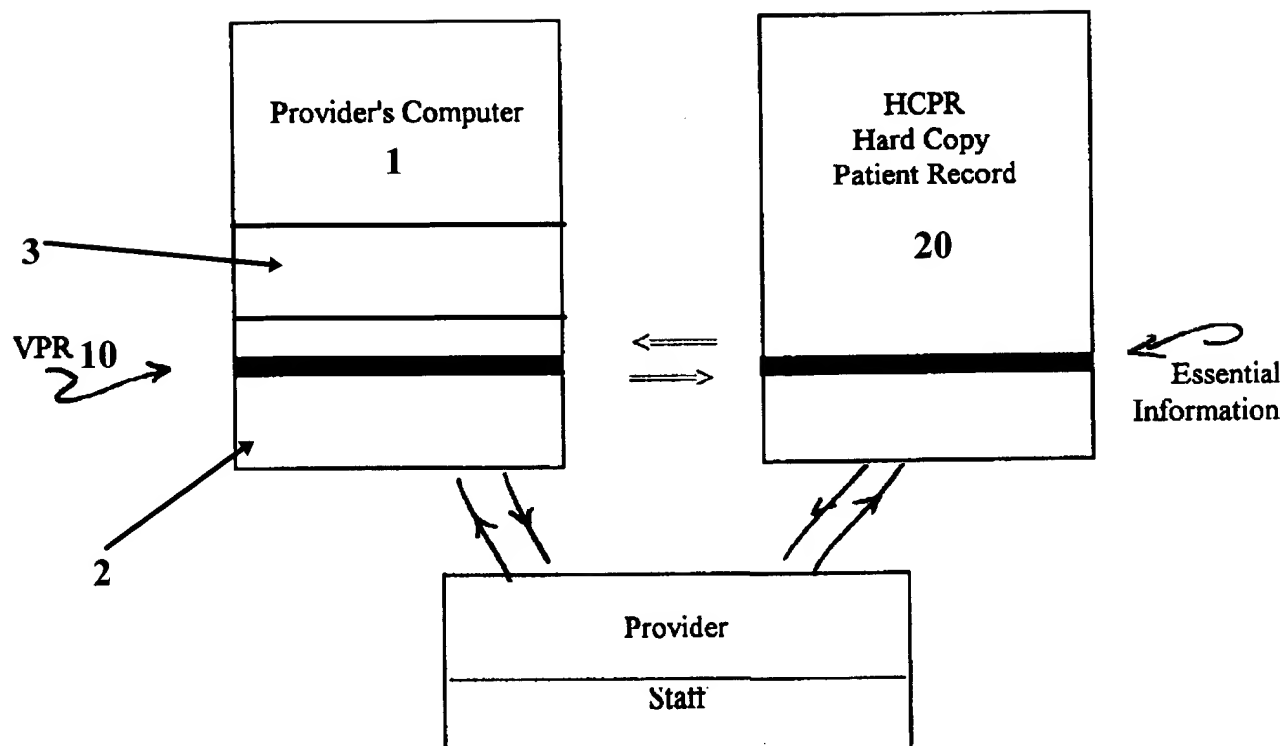 Provider's Computer
1
HCPR
Hard Copy
Patient Record
20
3
VPR 10
Essential
Information
2
Provider
Staff